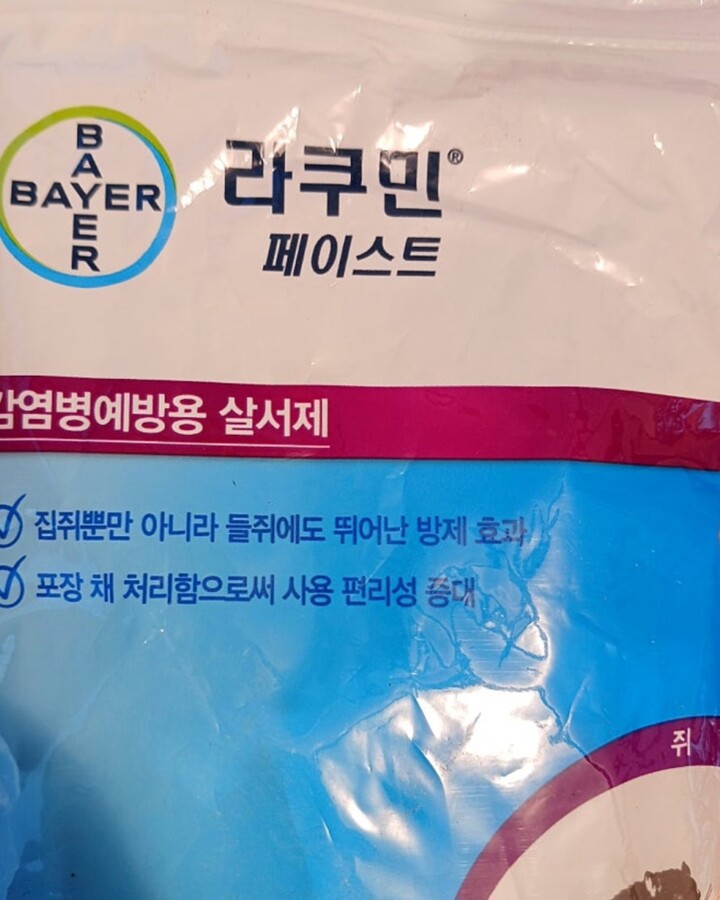 BAYER
BAYER
라쿠민®
페이스트
감염병예방용 살서제
집쥐뿐만 아니라 들쥐에도 뛰어난 방제 효과
포장 채 처리함으로써 사용 편리성 증대
쥐